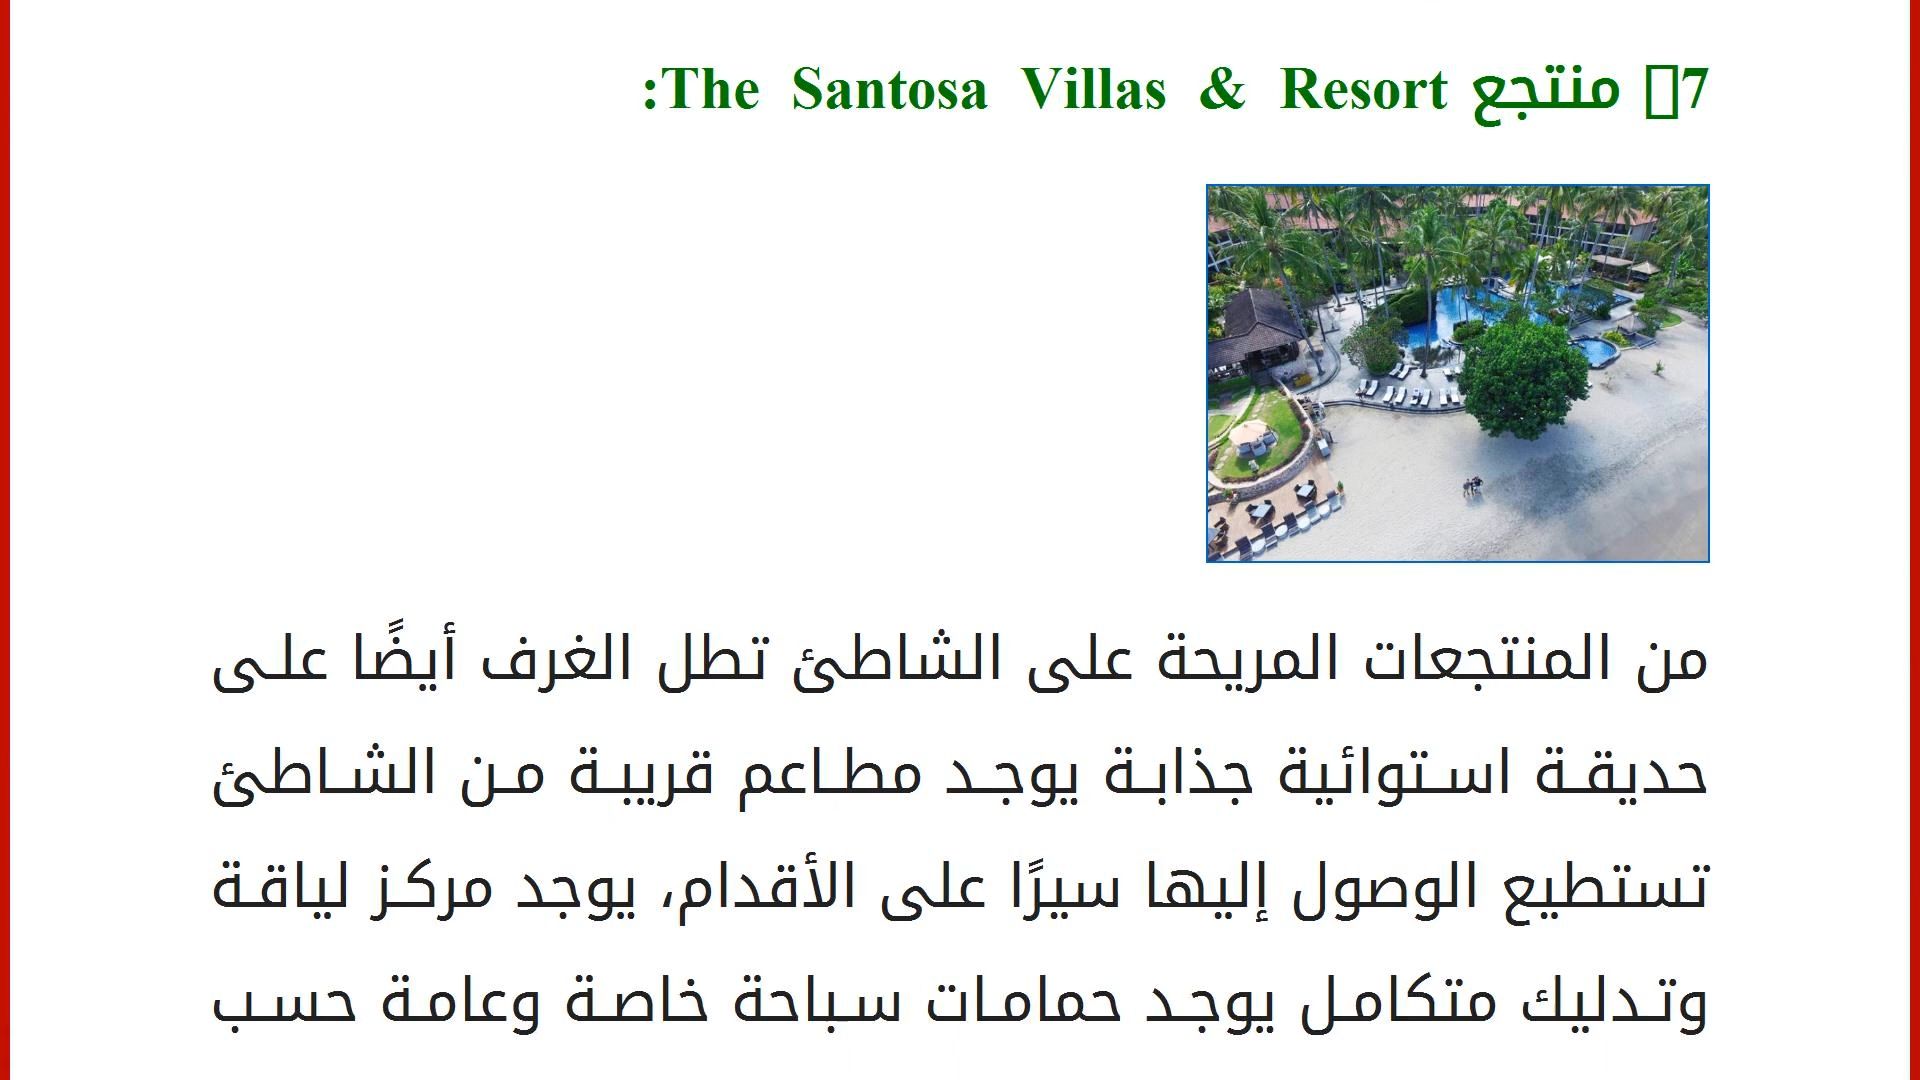 7▯ منتجع The Santosa Villas & Resort:
من المنتجعات المريحة على الشاطئ تطل الغرف أيضًا على
حديقة استوائية جذابة يوجد مطاعم قريبة من الشاطئ
تستطيع الوصول إليها سيرًا على الأقدام، يوجد مركز لياقة
وتدليك متكامل يوجد حمامات سباحة خاصة وعامة حسب